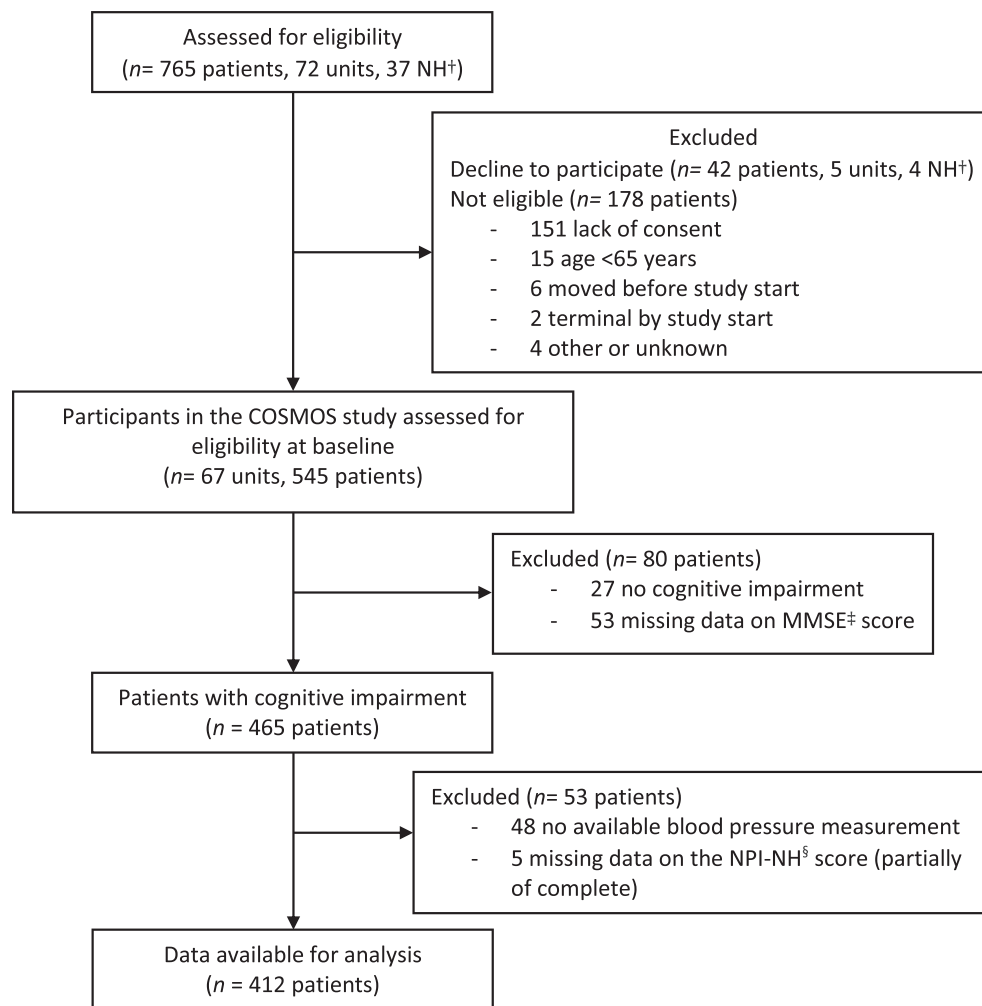 Assessed for eligibility
(n= 765 patients, 72 units, 37 NH†)
Excluded
Decline to participate (n= 42 patients, 5 units, 4 NH†)
Not eligible (n= 178 patients)
- 151 lack of consent
- 15 age <65 years
- 6 moved before study start
- 2 terminal by study start
- 4 other or unknown
Participants in the COSMOS study assessed for
eligibility at baseline
(n= 67 units, 545 patients)
Excluded (n= 80 patients)
- 27 no cognitive impairment
- 53 missing data on MMSE‡ score
Patients with cognitive impairment
(n = 465 patients)
Excluded (n= 53 patients)
- 48 no available blood pressure measurement
- 5 missing data on the NPI-NH§ score (partially
of complete)
Data available for analysis
(n = 412 patients)